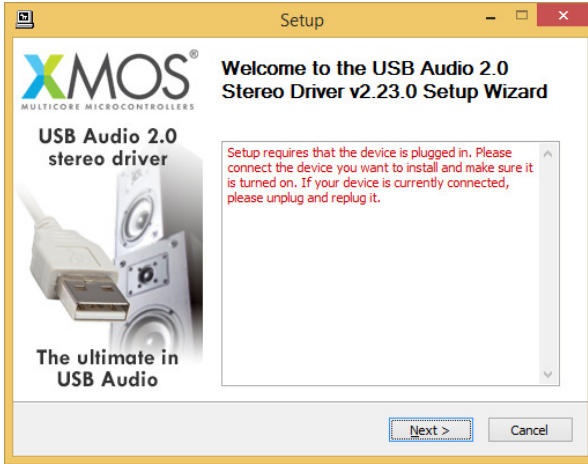 Setup
XMOS®
MULTICORE MICROCONTROLLERS
USB Audio 2.0
stereo driver
The ultimate in
USB Audio
Welcome to the USB Audio 2.0
Stereo Driver v2.23.0 Setup Wizard
Setup requires that the device is plugged in. Please
connect the device you want to install and make sure it
is turned on. If your device is currently connected,
please unplug and replug it.
Next >
Cancel